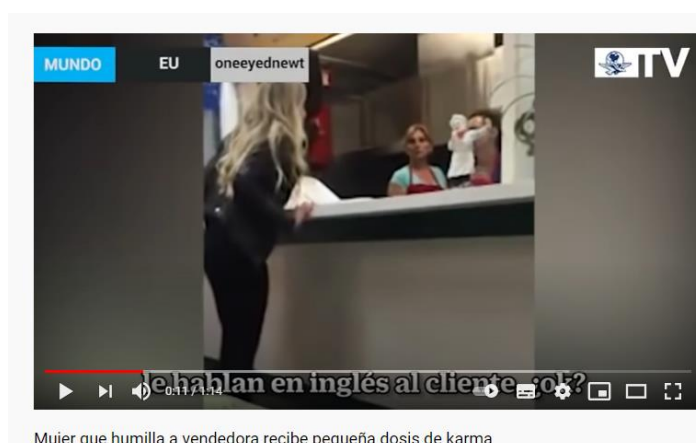 MUNDO EU oneeyednewt TV
le hablan en inglés al cliente ¿ok?
0:11 / 1:14
Mujer que humilla a vendedora recibe pequeña dosis de karma